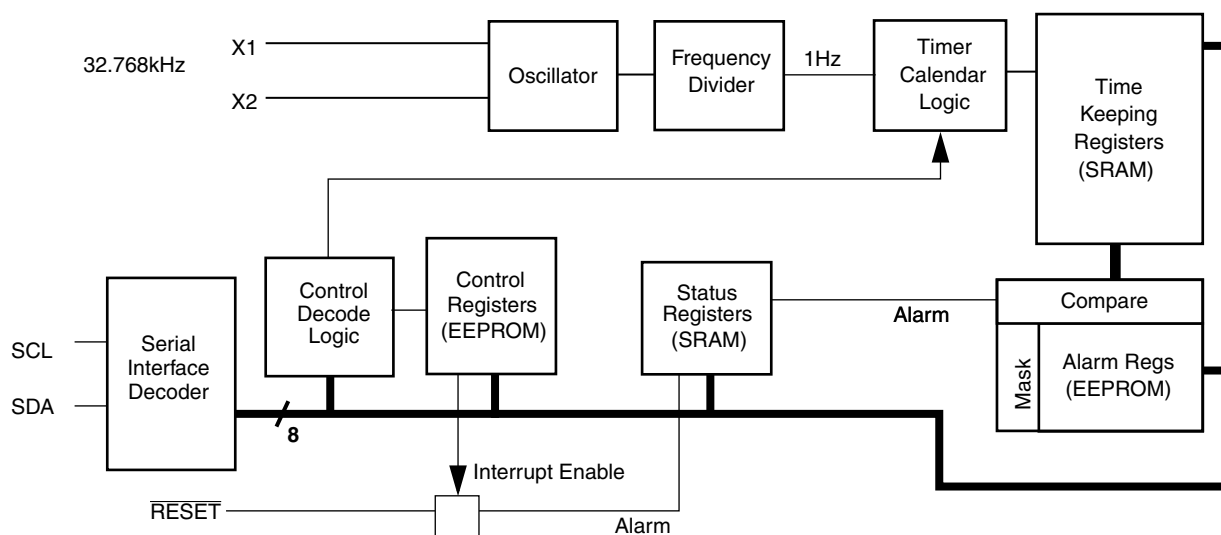 32.768kHz
X1
X2
Oscillator
Frequency
Divider
1Hz
Timer
Calendar
Logic
Time
Keeping
Registers
(SRAM)
Control
Decode
Logic
Control
Registers
(EEPROM)
Status
Registers
(SRAM)
Alarm
Compare
Mask
Alarm Regs
(EEPROM)
SCL
SDA
Serial
Interface
Decoder
8
Interrupt Enable
RESET
Alarm